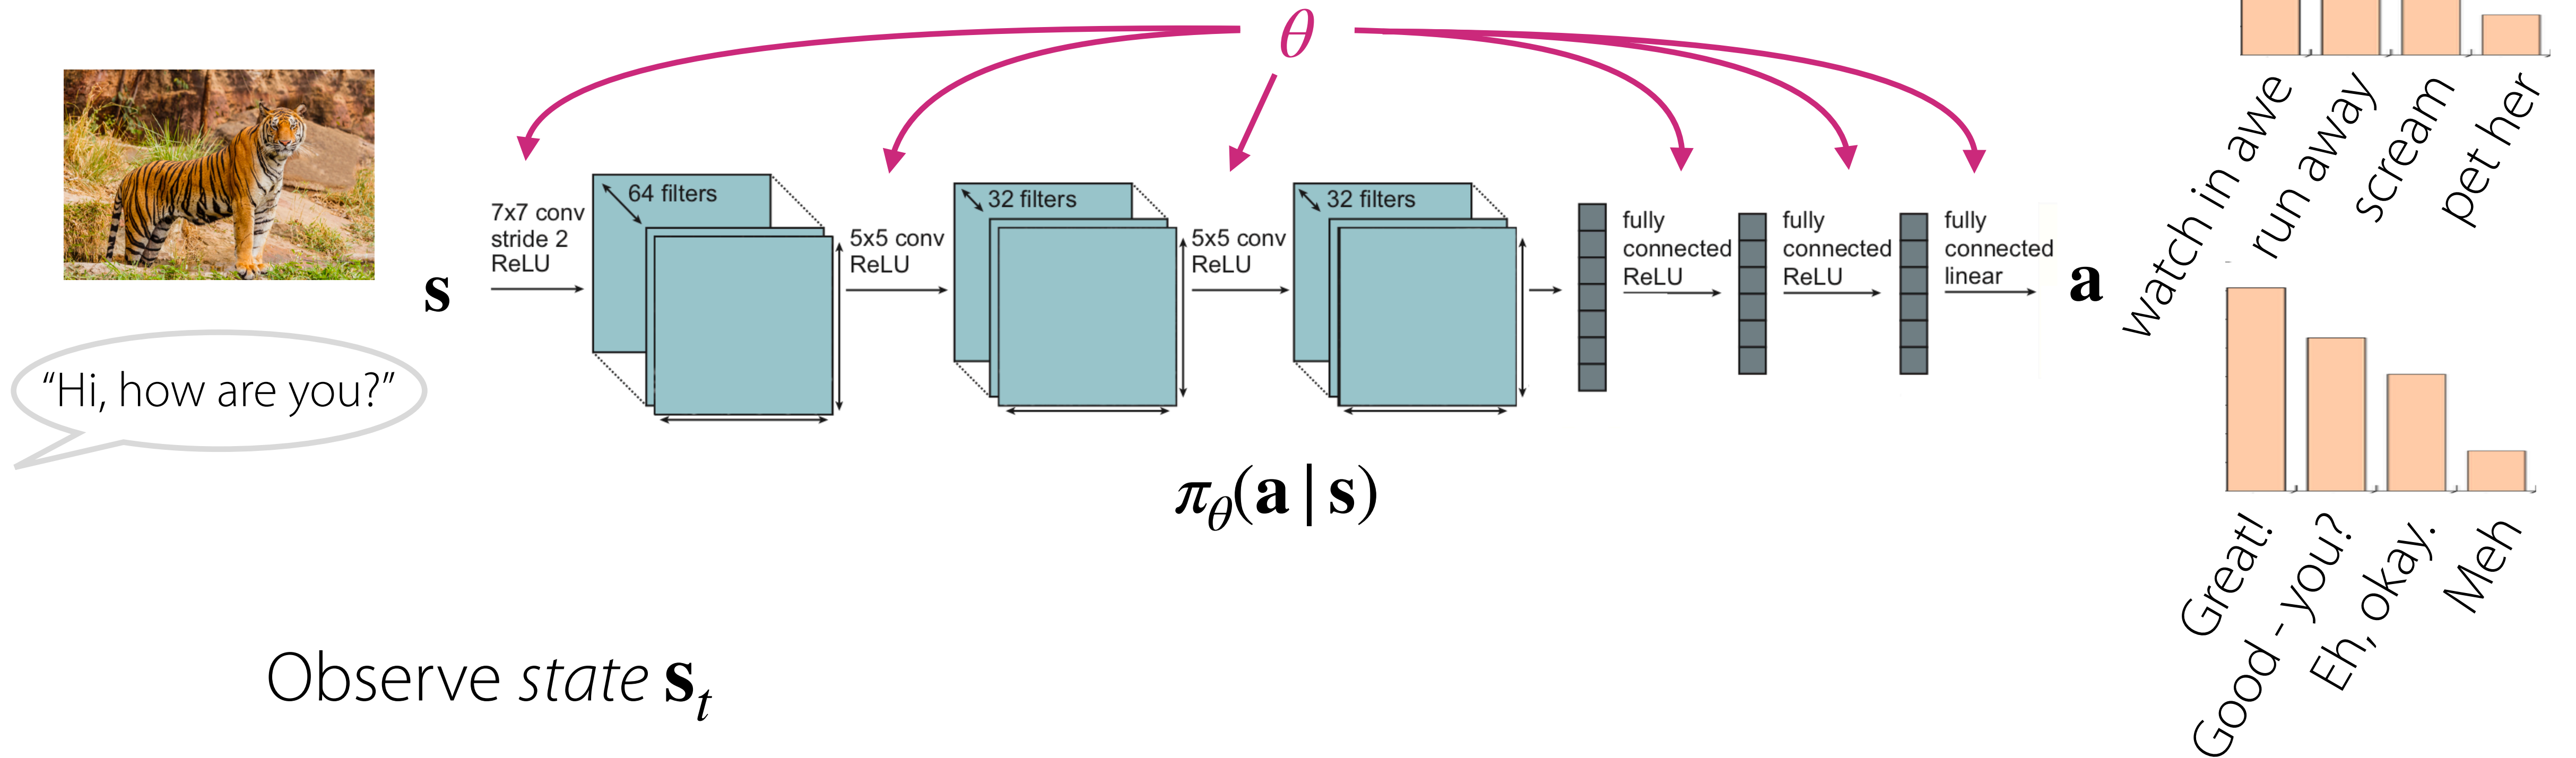 θ
7x7 conv
stride 2
ReLU
64 filters
5x5 conv
ReLU
32 filters
5x5 conv
ReLU
32 filters
fully
connected
ReLU
fully
connected
ReLU
fully
connected
linear
s
a
“Hi, how are you?”
πθ(a|s)
Observe state st
watch in awe
run away
scream
pet her
Great!
Good - you?
Eh, okay.
Meh